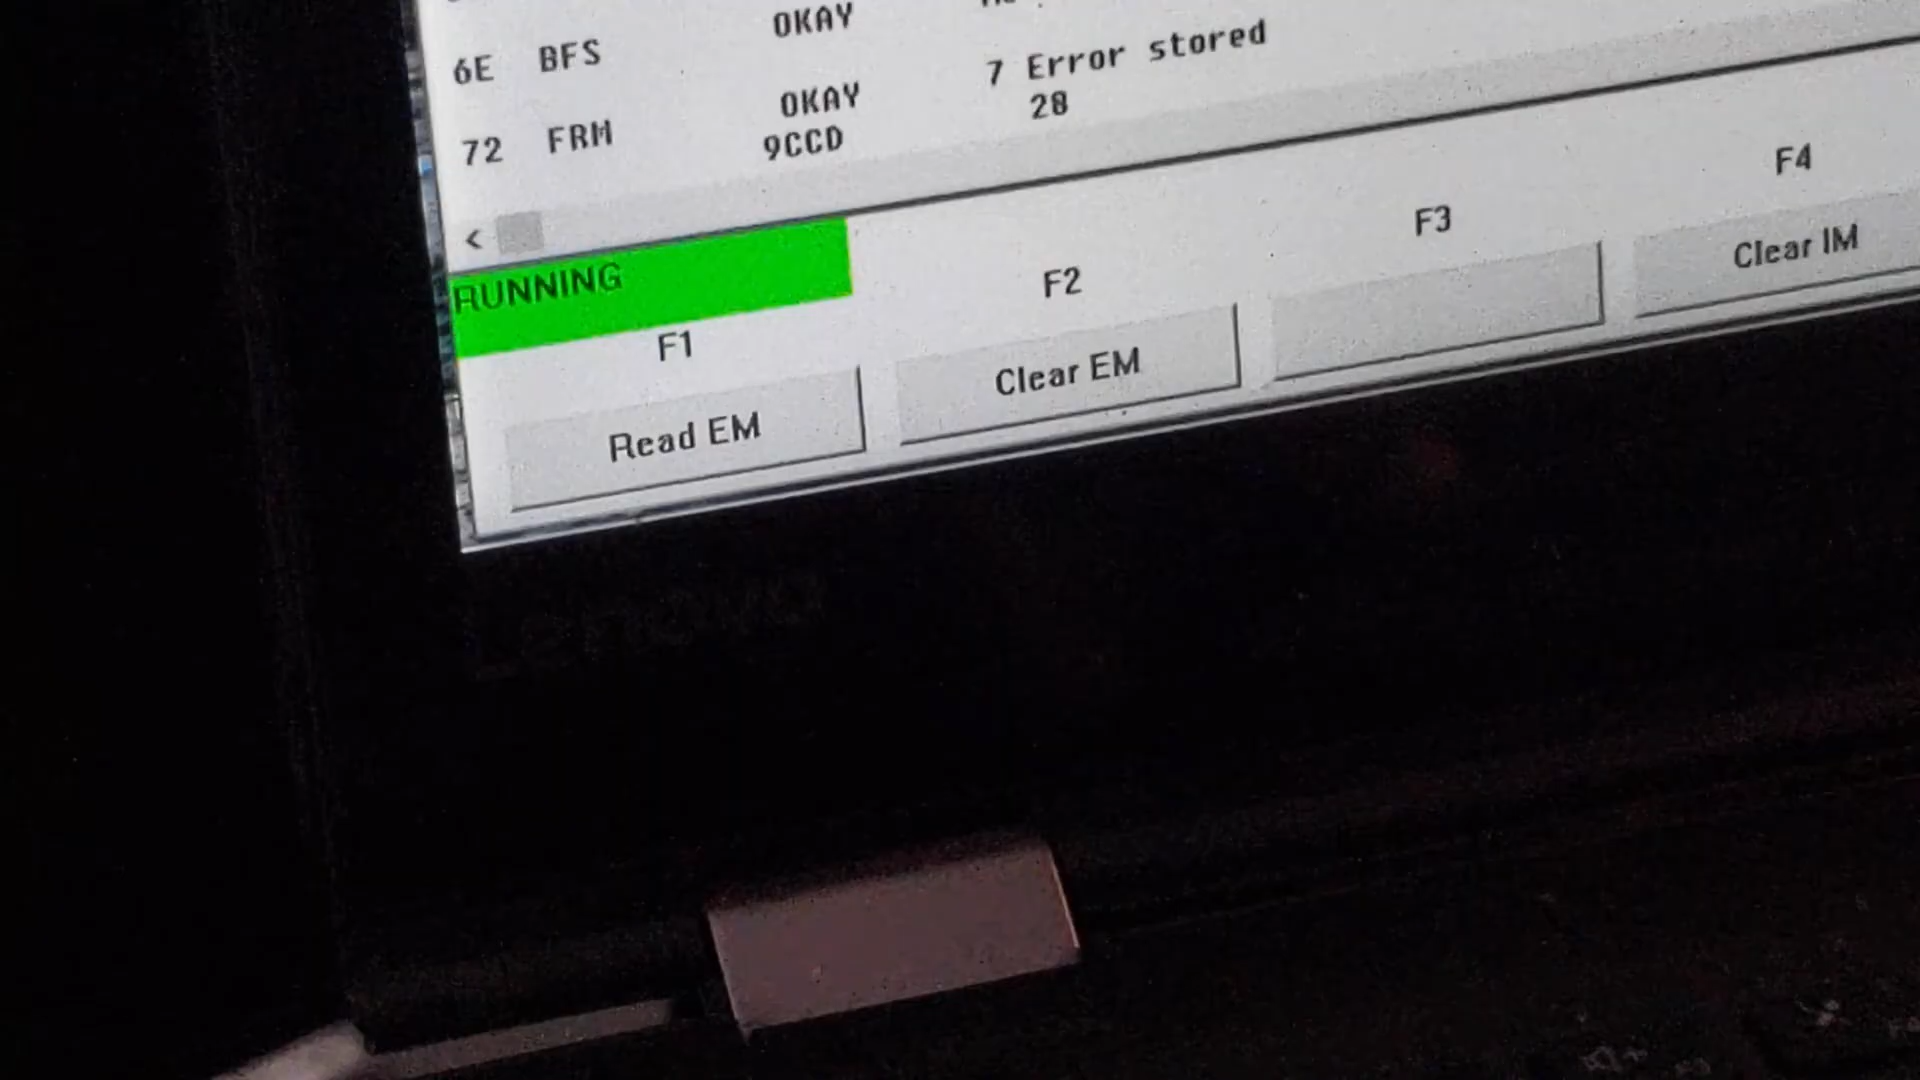 OKAY
6E BFS
7 Error stored
OKAY 28
72 FRM 9CCD
<
RUNNING
F1 F2 F3 F4
Read EM Clear EM Clear IM
Lenovo